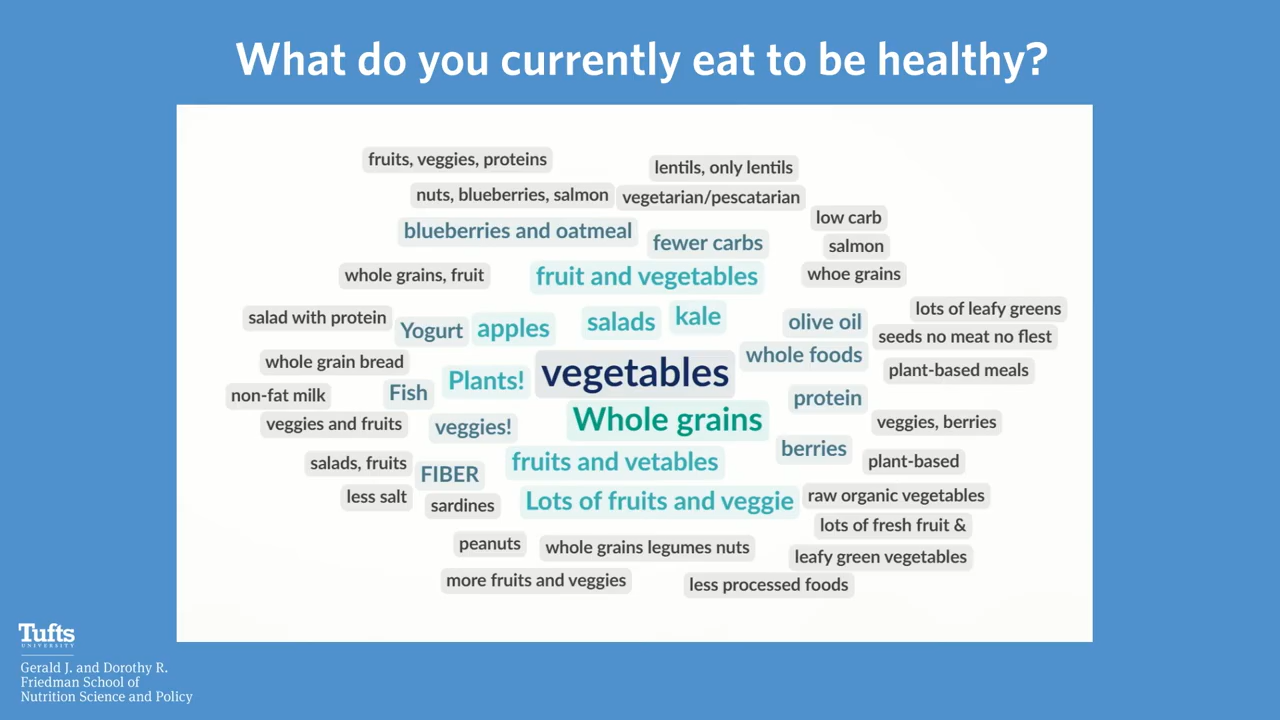 What do you currently eat to be healthy?
fruits, veggies, proteins
lentils, only lentils
nuts, blueberries, salmon
vegetarian/pescatarian
low carb
blueberries and oatmeal
fewer carbs
salmon
whole grains, fruit
fruit and vegetables
whoe grains
lots of leafy greens
salad with protein
Yogurt
apples
salads
kale
olive oil
seeds no meat no flest
whole grain bread
whole foods
plant-based meals
non-fat milk
Fish
Plants!
vegetables
protein
veggies and fruits
veggies!
Whole grains
veggies, berries
berries
salads, fruits
FIBER
fruits and vetables
plant-based
less salt
sardines
Lots of fruits and veggie
raw organic vegetables
lots of fresh fruit &
peanuts
whole grains legumes nuts
leafy green vegetables
more fruits and veggies
less processed foods
Tufts
UNIVERSITY
Gerald J. and Dorothy R.
Friedman School of
Nutrition Science and Policy